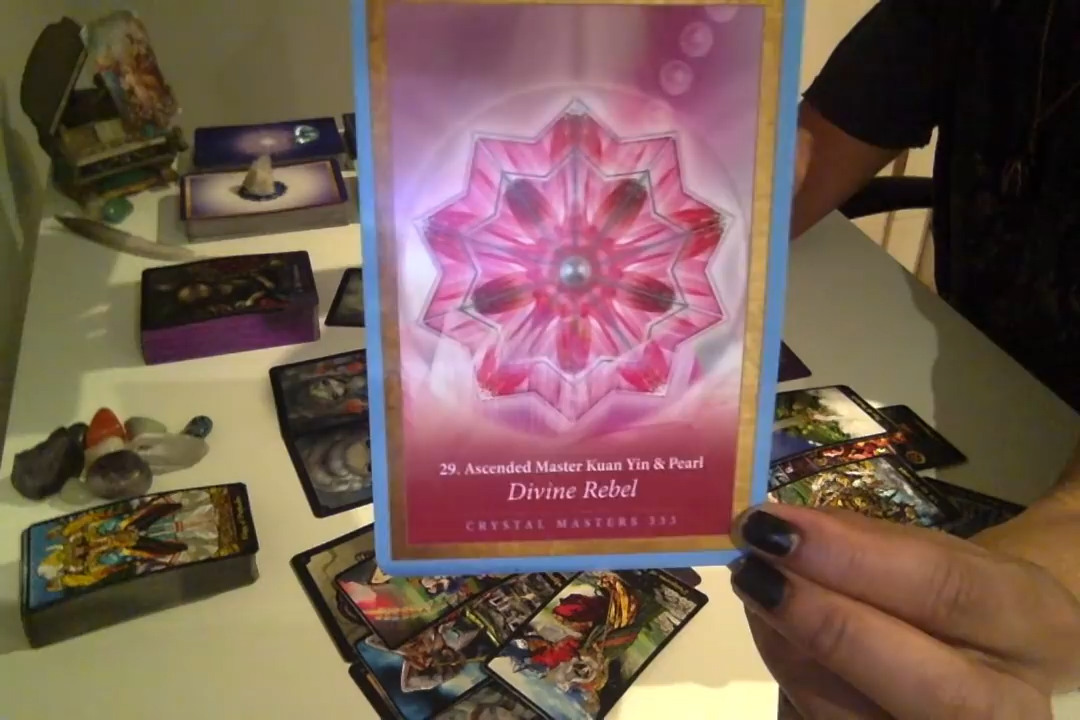 29. Ascended Master Kuan Yin & Pearl
Divine Rebel
CRYSTAL MASTERS 333